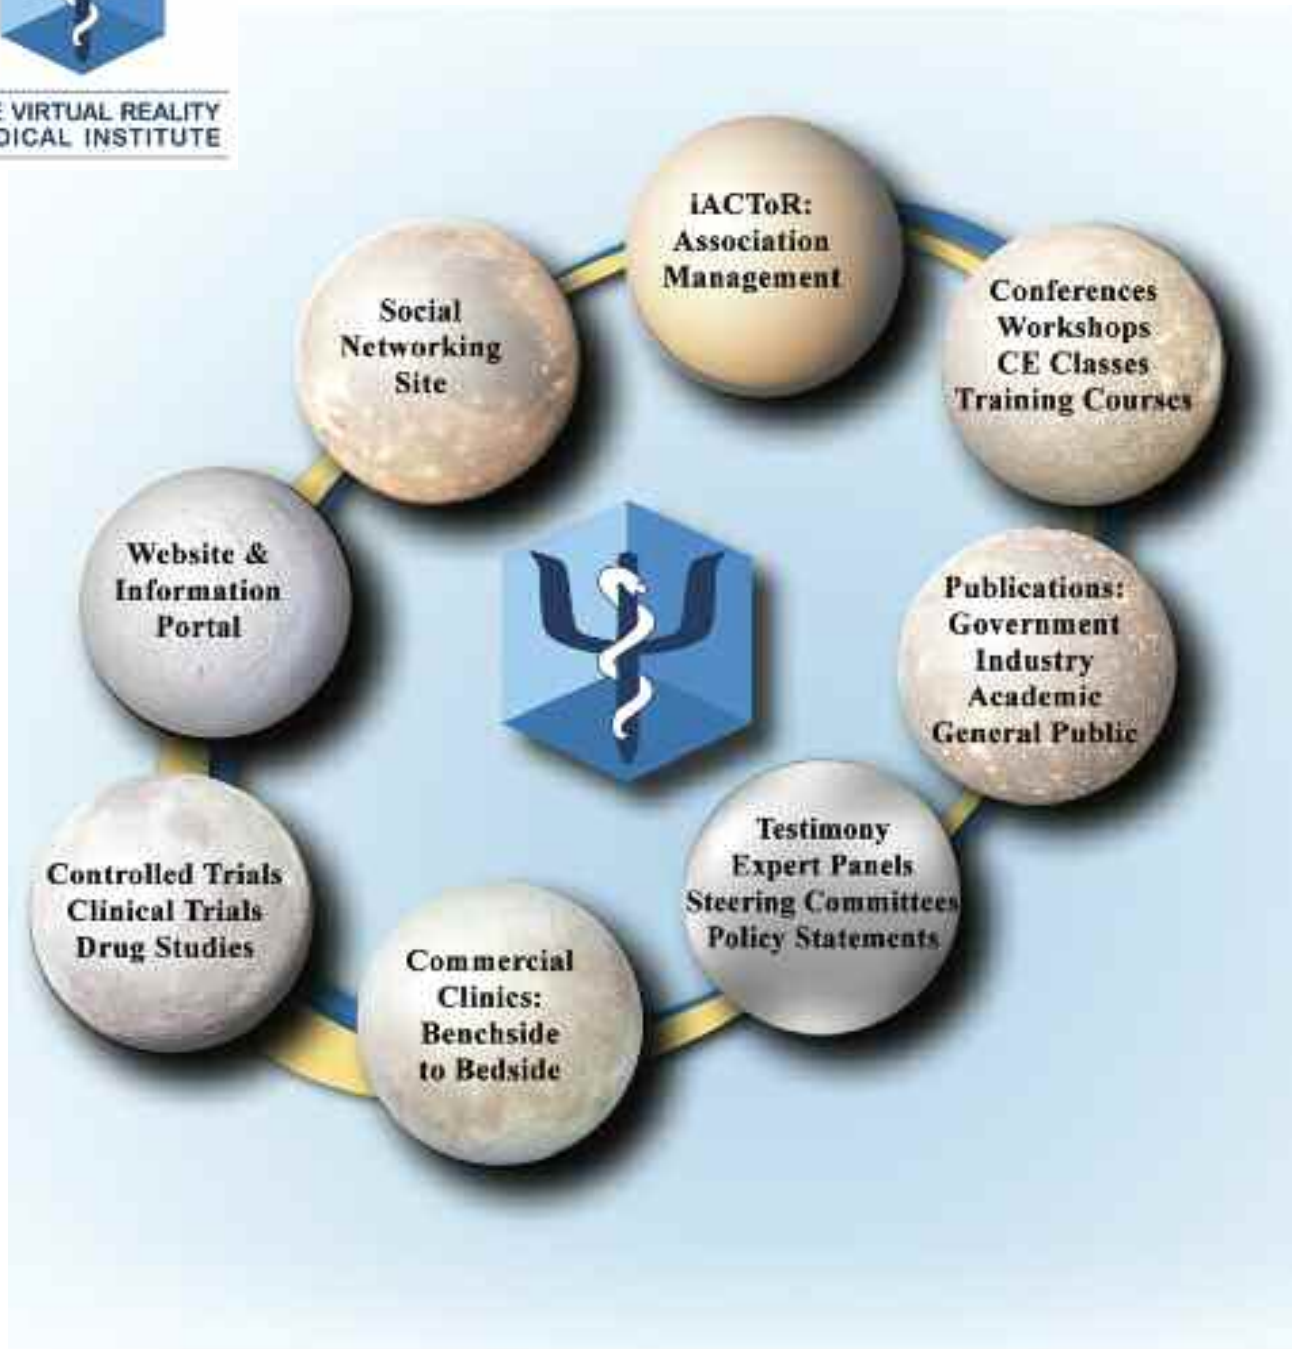 VIRTUAL REALITY
INSTITUTE
iACToR:
Association
Management
Social
Networking
Site
Conferences
Workshops
CE Classes
Training Courses
Website &
Information
Portal
Publications:
Government
Industry
Academic
General Public
Testimony
Expert Panels
Steering Committees
Policy Statements
Controlled Trials
Clinical Trials
Drug Studies
Commercial
Clinics:
Benchside
to Bedside